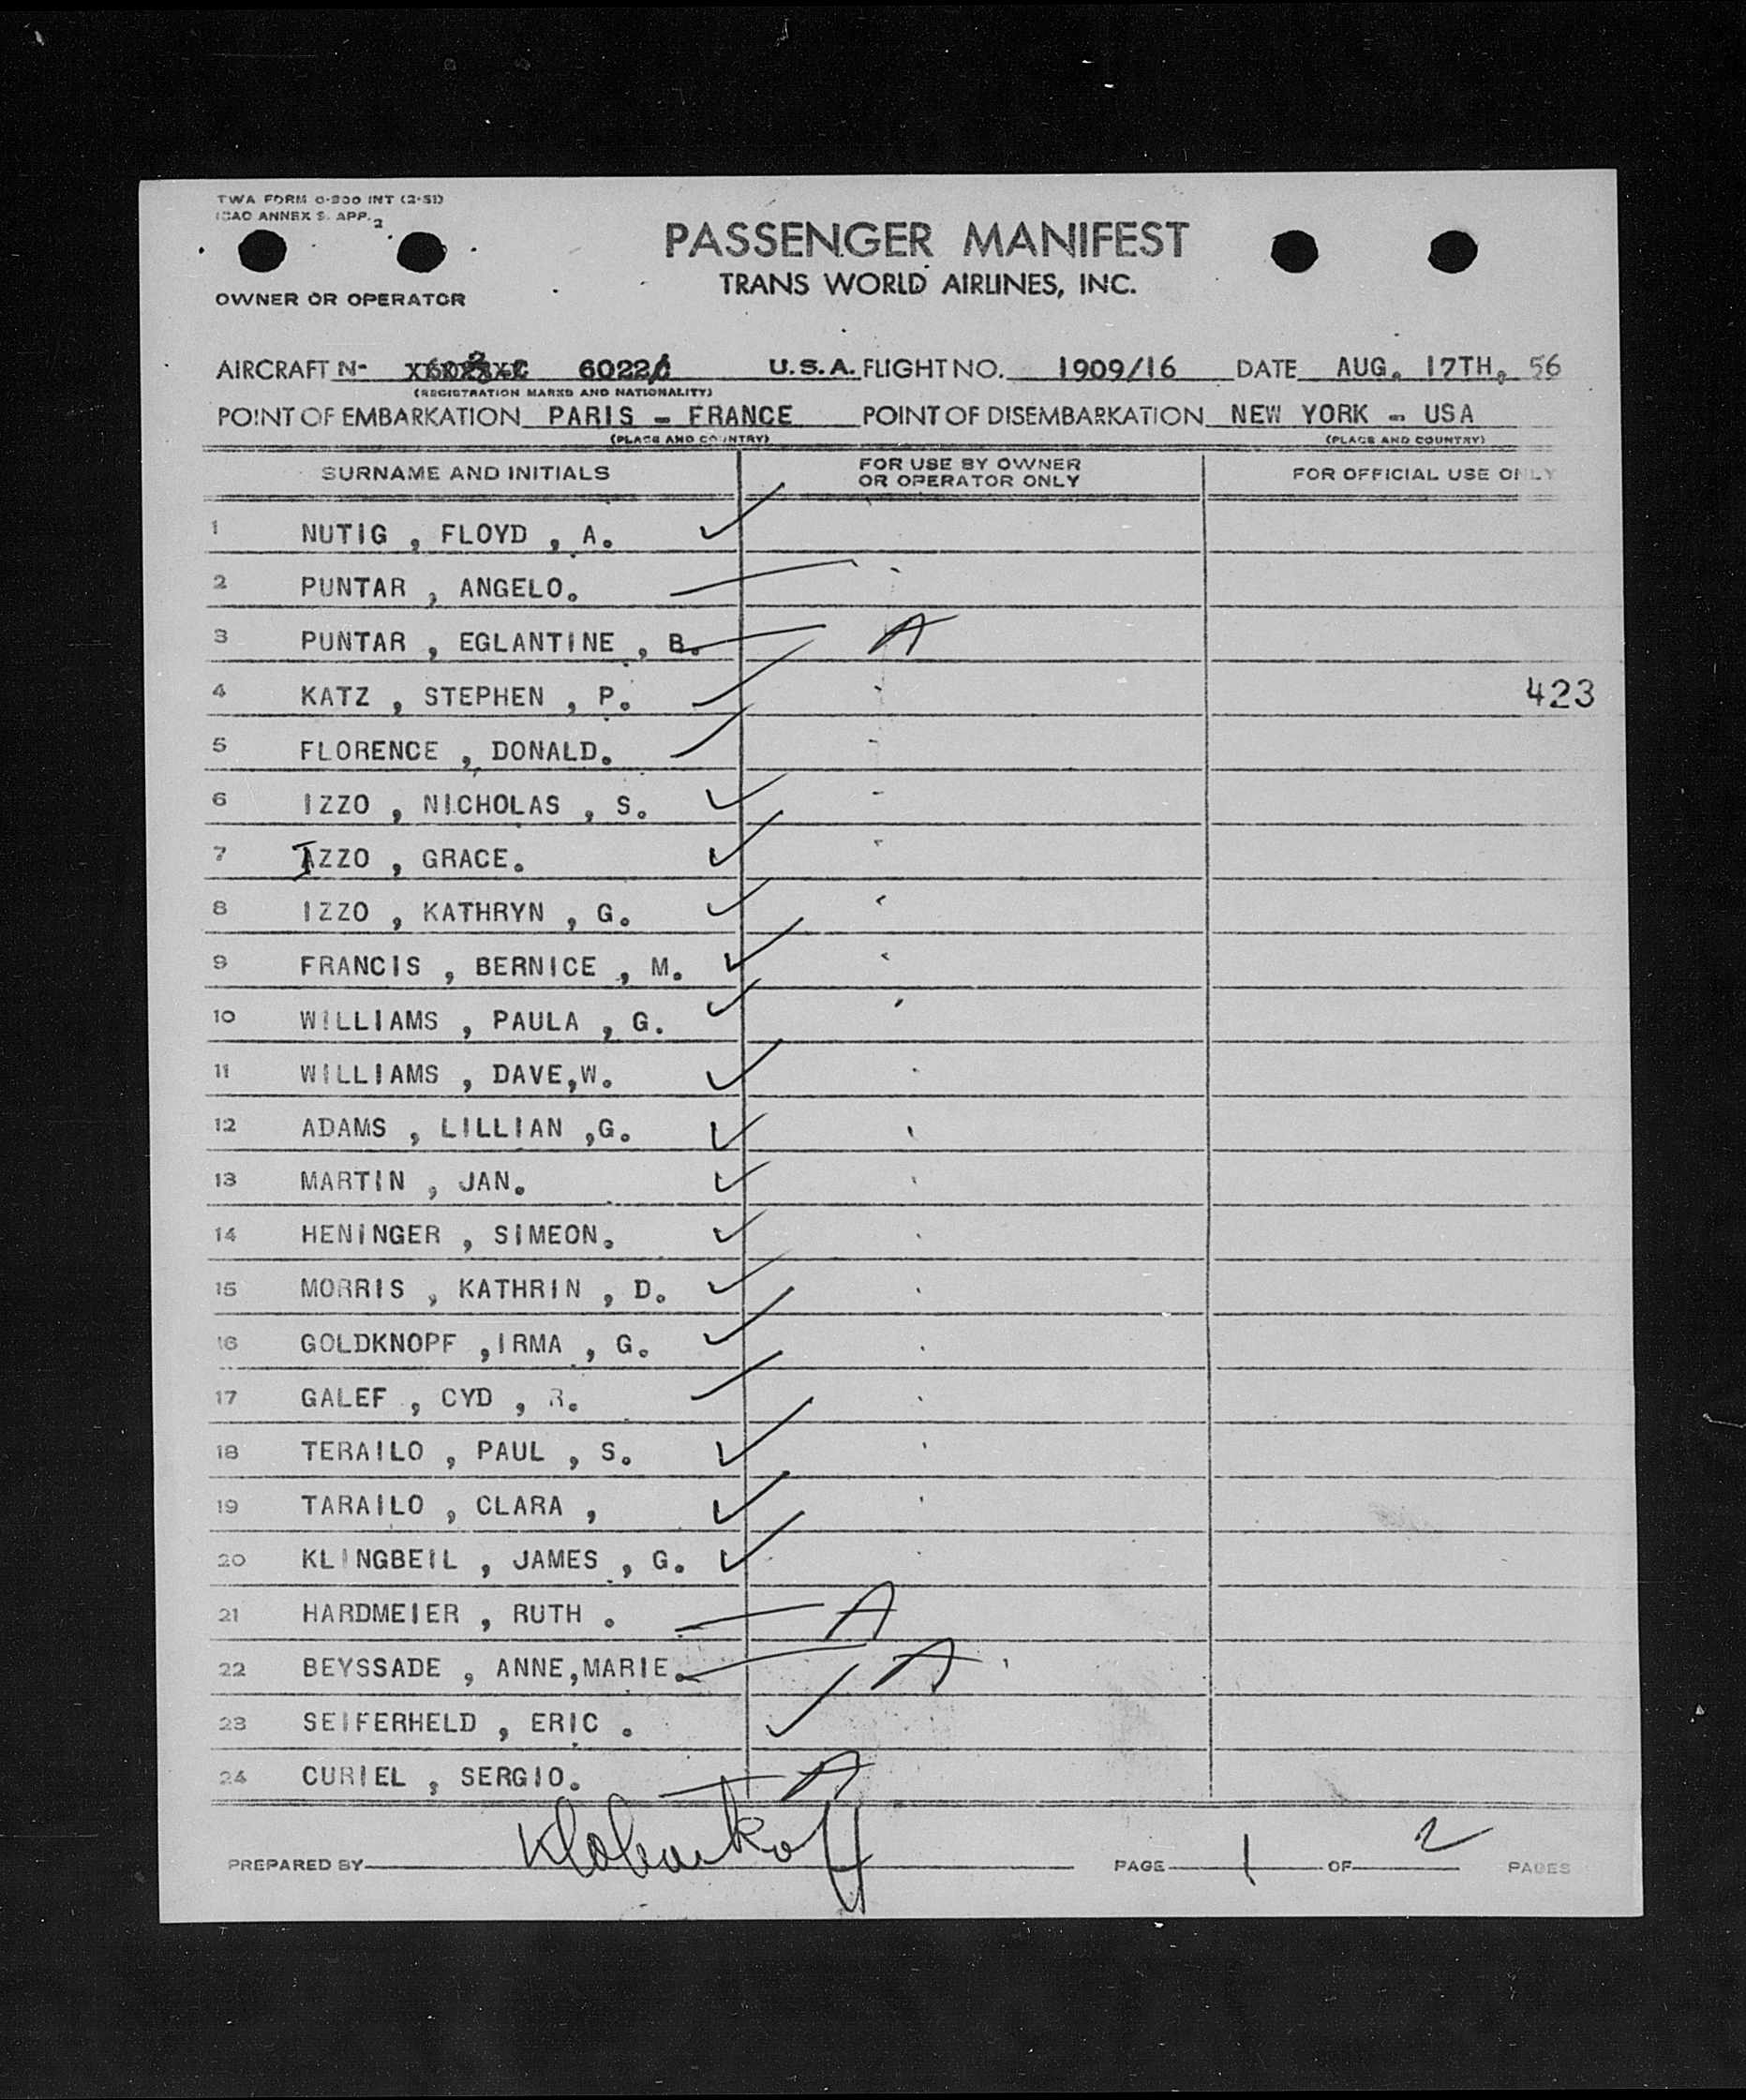 TWA FORM O-200 INT (2-51)
ICAO ANNEX 9. APP. 2
PASSENGER MANIFEST
TRANS WORLD AIRLINES, INC.
OWNER OR OPERATOR
AIRCRAFT N- 6022 U.S.A. FLIGHT NO. 1909/16 DATE AUG. 17TH, 56
(REGISTRATION MARKS AND NATIONALITY)
POINT OF EMBARKATION PARIS - FRANCE POINT OF DISEMBARKATION NEW YORK - USA
(PLACE AND COUNTRY) (PLACE AND COUNTRY)
SURNAME AND INITIALS FOR USE BY OWNER OR OPERATOR ONLY FOR OFFICIAL USE ONLY
1 NUTIG , FLOYD , A.
2 PUNTAR , ANGELO.
3 PUNTAR , EGLANTINE , B. A
4 KATZ , STEPHEN , P. 423
5 FLORENCE , DONALD.
6 IZZO , NICHOLAS , S.
7 IZZO , GRACE.
8 IZZO , KATHRYN , G.
9 FRANCIS , BERNICE , M.
10 WILLIAMS , PAULA , G.
11 WILLIAMS , DAVE,W.
12 ADAMS , LILLIAN ,G.
13 MARTIN , JAN.
14 HENINGER , SIMEON.
15 MORRIS , KATHRIN , D.
16 GOLDKNOPF ,IRMA , G.
17 GALEF , CYD , R.
18 TERAILO , PAUL , S.
19 TARAILO , CLARA ,
20 KLINGBEIL , JAMES , G.
21 HARDMEIER , RUTH . A
22 BEYSSADE , ANNE,MARIE. A
23 SEIFERHELD , ERIC .
24 CURIEL , SERGIO. A
PREPARED BY PAGE 1 OF 2 PAGES